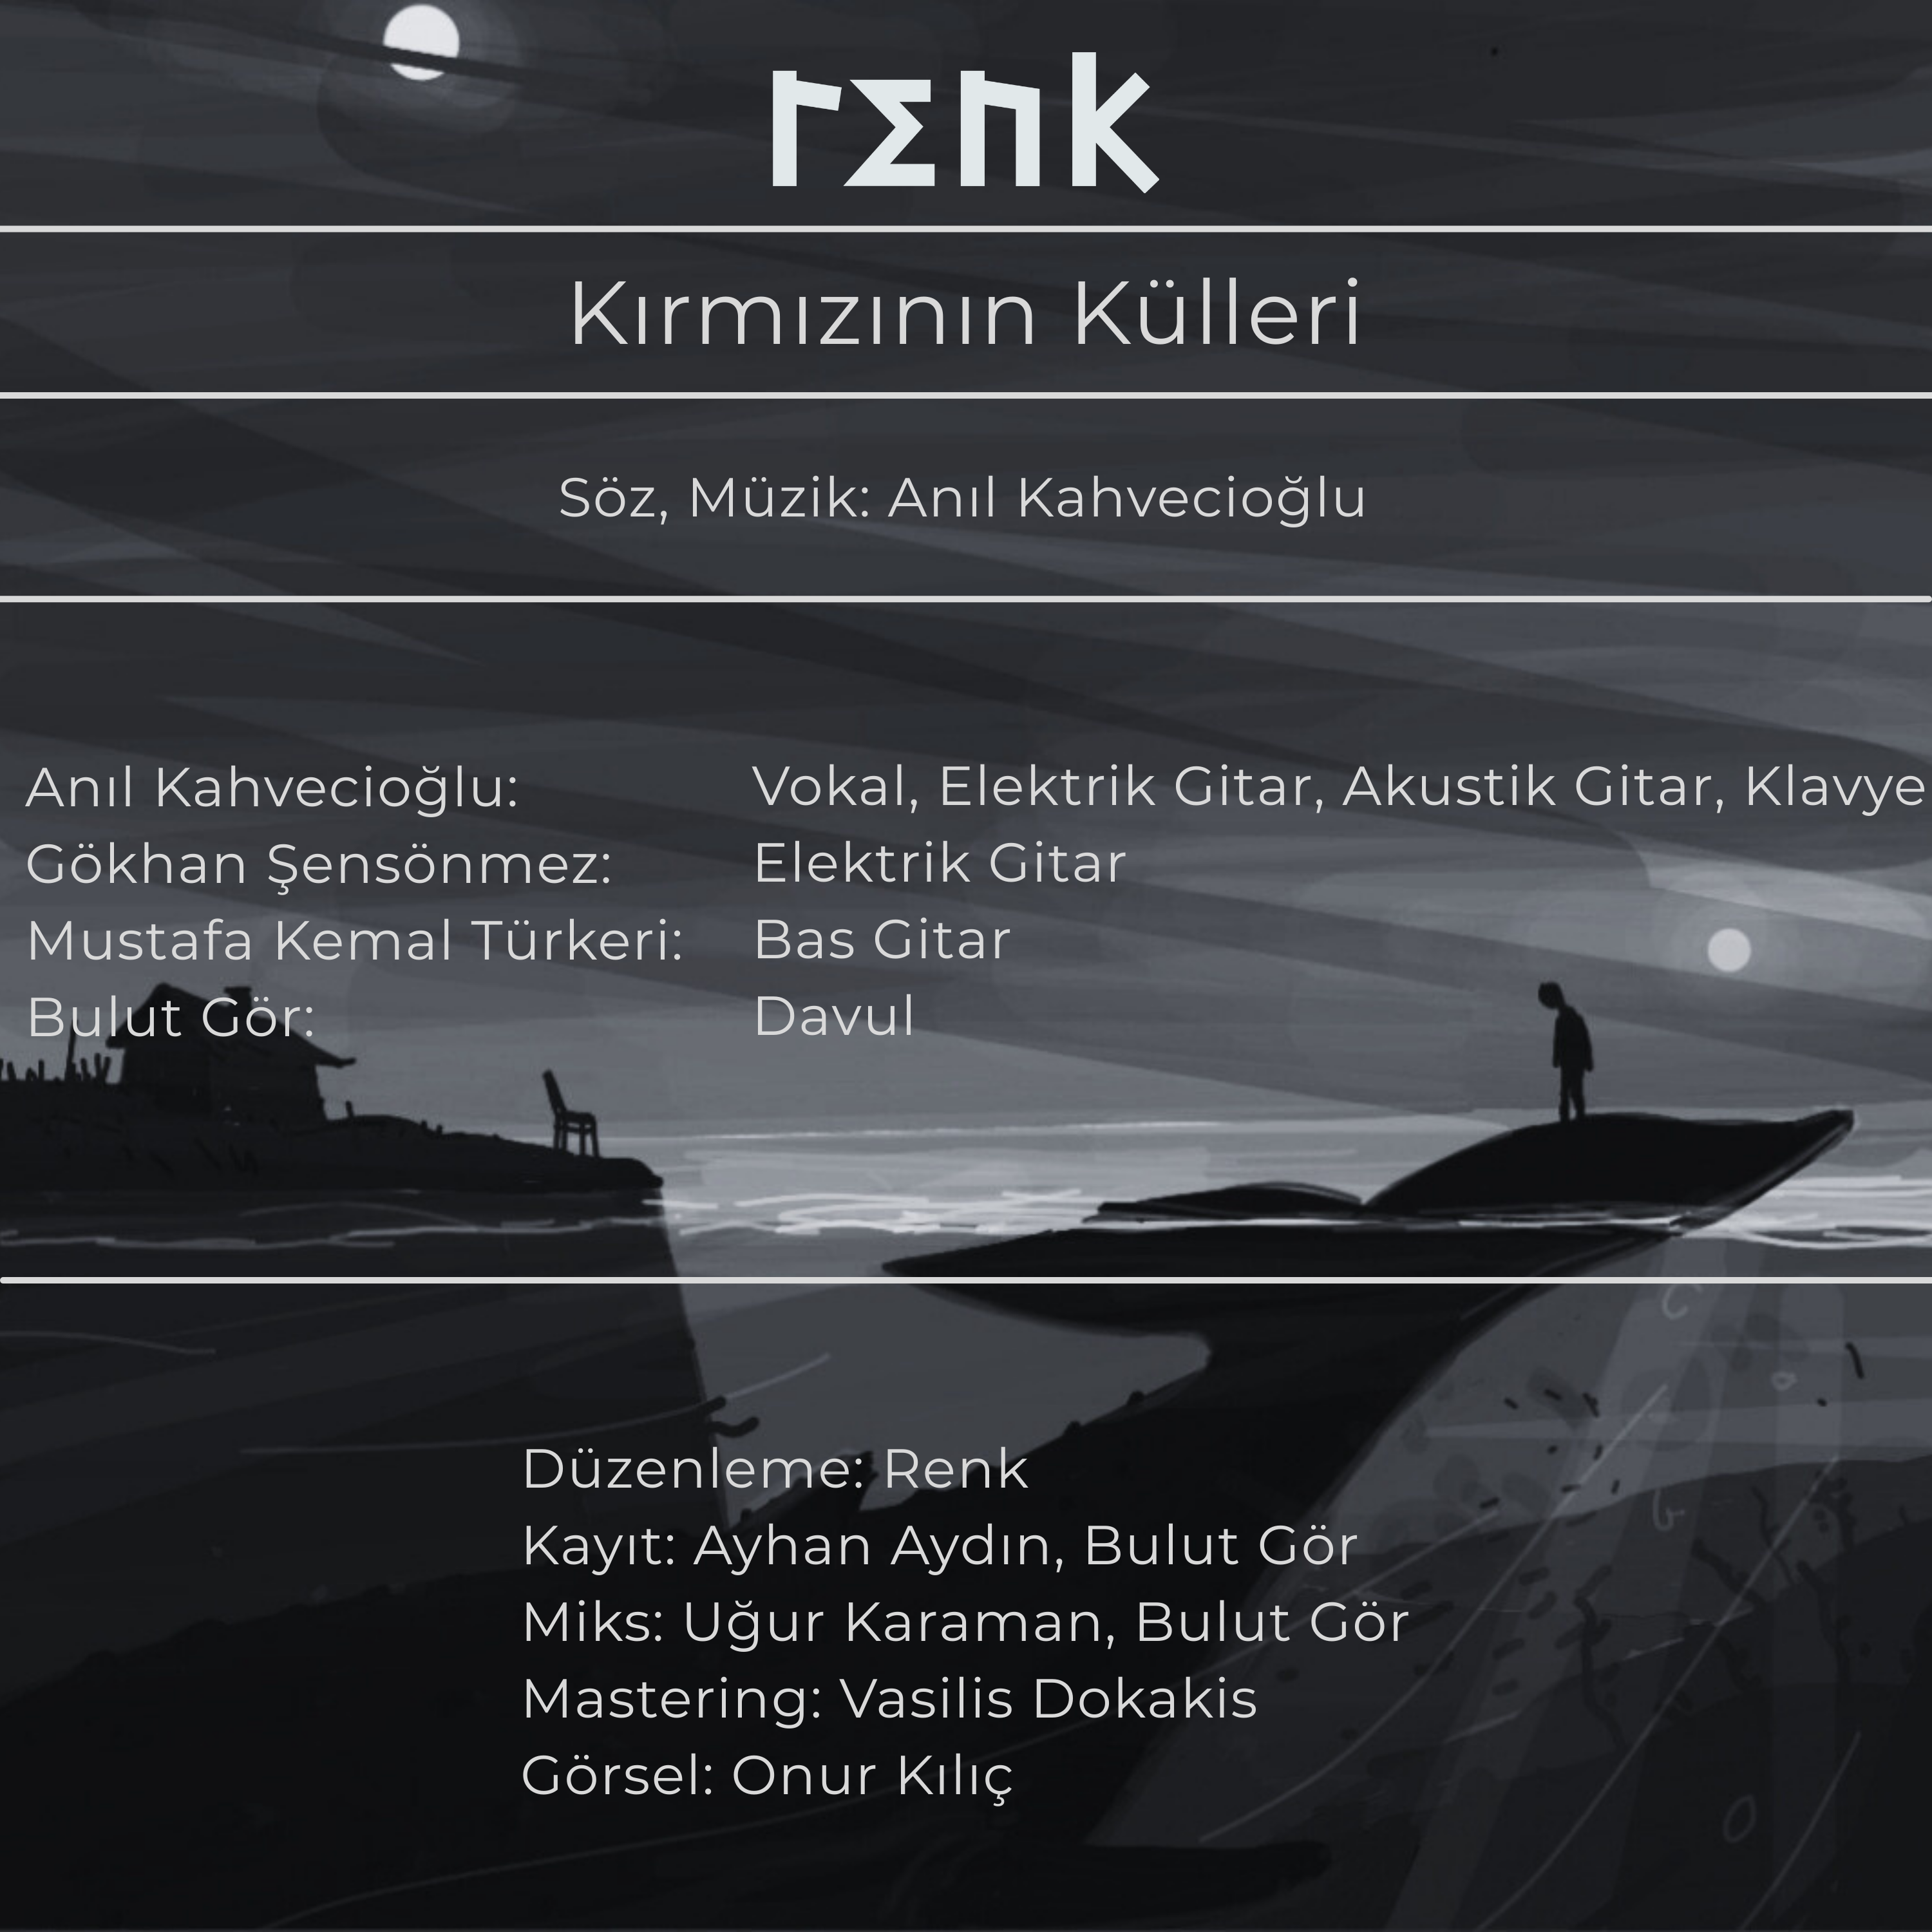 renk
Kırmızının Külleri
Söz, Müzik: Anıl Kahvecioğlu
Anıl Kahvecioğlu: Vokal, Elektrik Gitar, Akustik Gitar, Klavye
Gökhan Şensönmez: Elektrik Gitar
Mustafa Kemal Türkeri: Bas Gitar
Bulut Gör: Davul
Düzenleme: Renk
Kayıt: Ayhan Aydın, Bulut Gör
Miks: Uğur Karaman, Bulut Gör
Mastering: Vasilis Dokakis
Görsel: Onur Kılıç